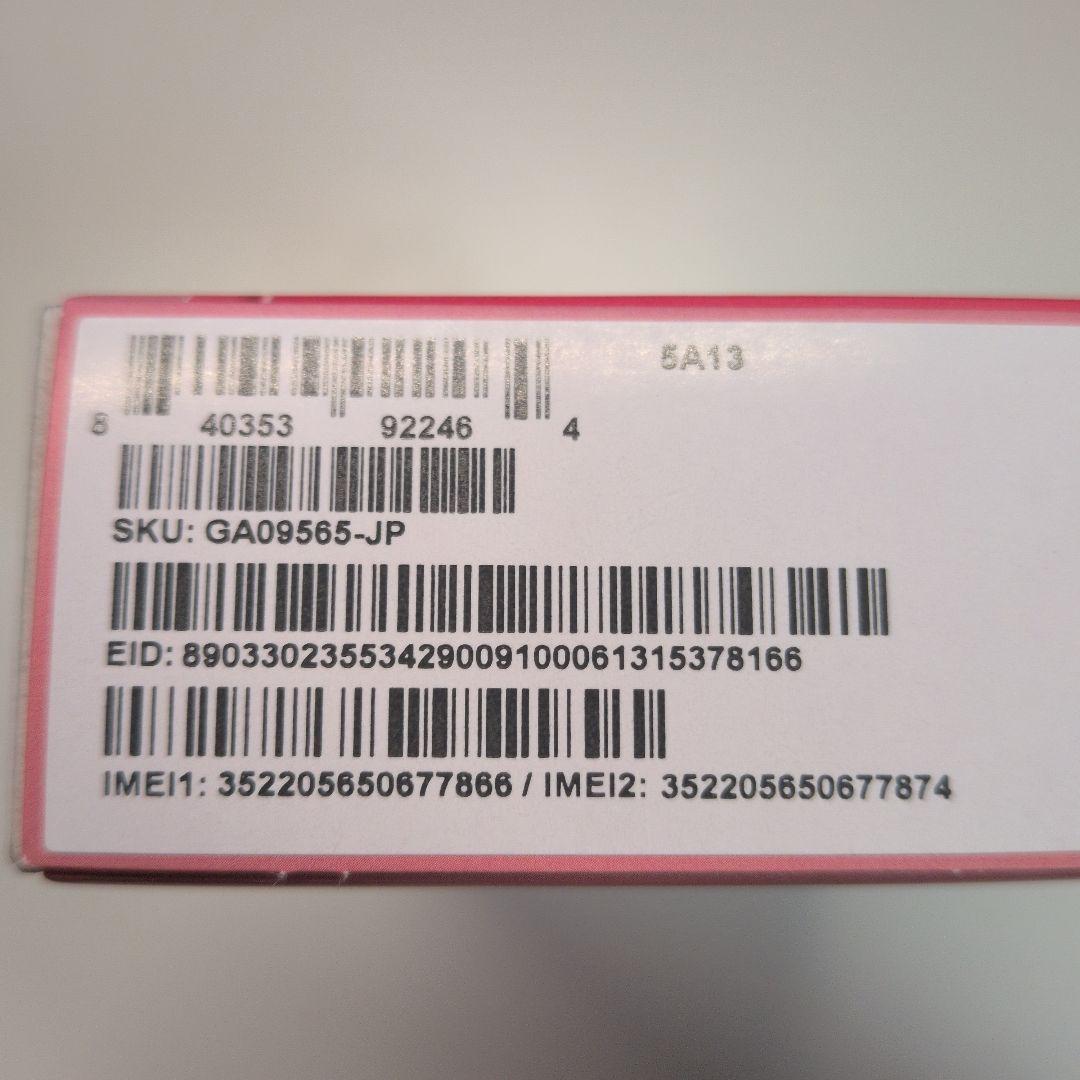 5A13
8 40353 92246 4
SKU: GA09565-JP
EID: 89033023553429009100061315378166
IMEI1: 352205650677866 / IMEI2: 352205650677874